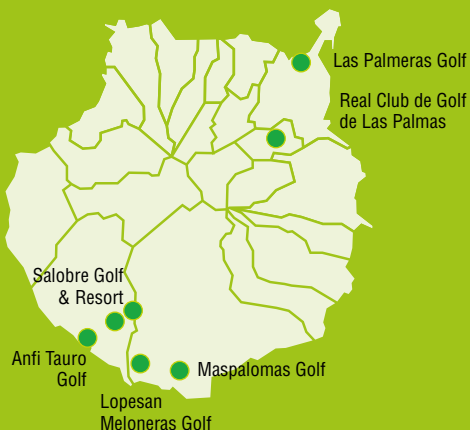 Las Palmeras Golf
Real Club de Golf
de Las Palmas
Salobre Golf
& Resort
Anfi Tauro
Golf
Maspalomas Golf
Lopesan
Meloneras Golf